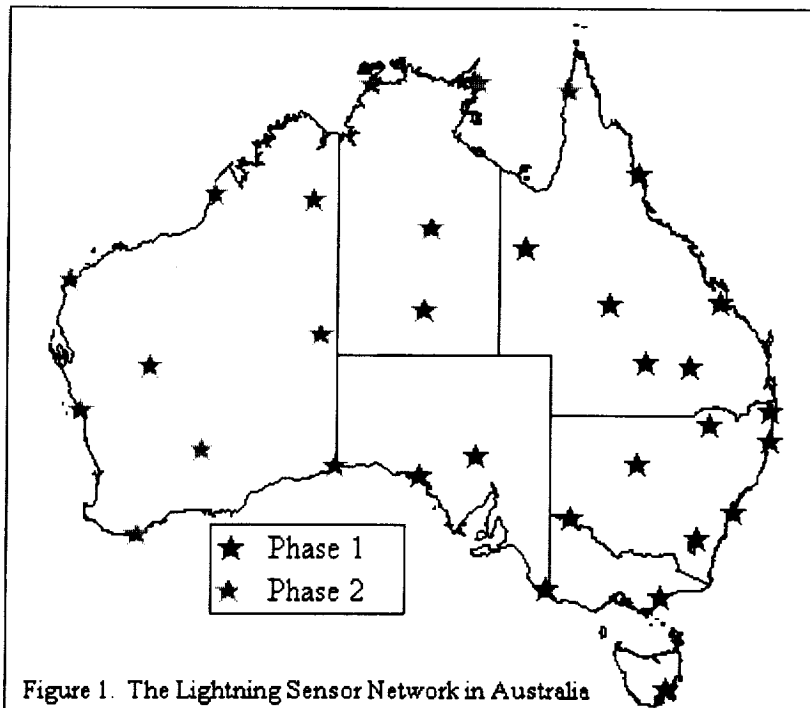 Phase 1
Phase 2
Figure 1. The Lightning Sensor Network in Australia